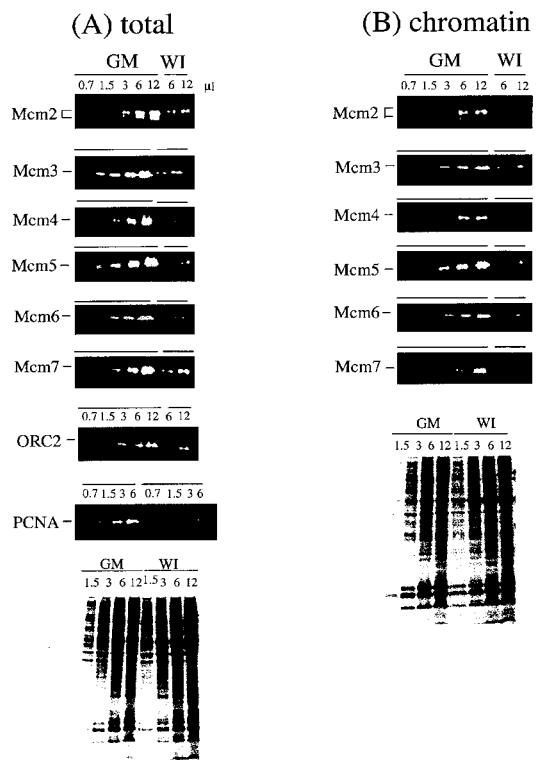 (A) total
GM WI
0.7 1.5 3 6 12 6 12 µl
Mcm2
Mcm3
Mcm4
Mcm5
Mcm6
Mcm7
0.7 1.5 3 6 12 6 12
ORC2
0.7 1.5 3 6 0.7 1.5 3 6
PCNA
GM WI
1.5 3 6 12 1.5 3 6 12
(B) chromatin
GM WI
0.7 1.5 3 6 12 6 12
Mcm2
Mcm3
Mcm4
Mcm5
Mcm6
Mcm7
GM WI
1.5 3 6 12 1.5 3 6 12